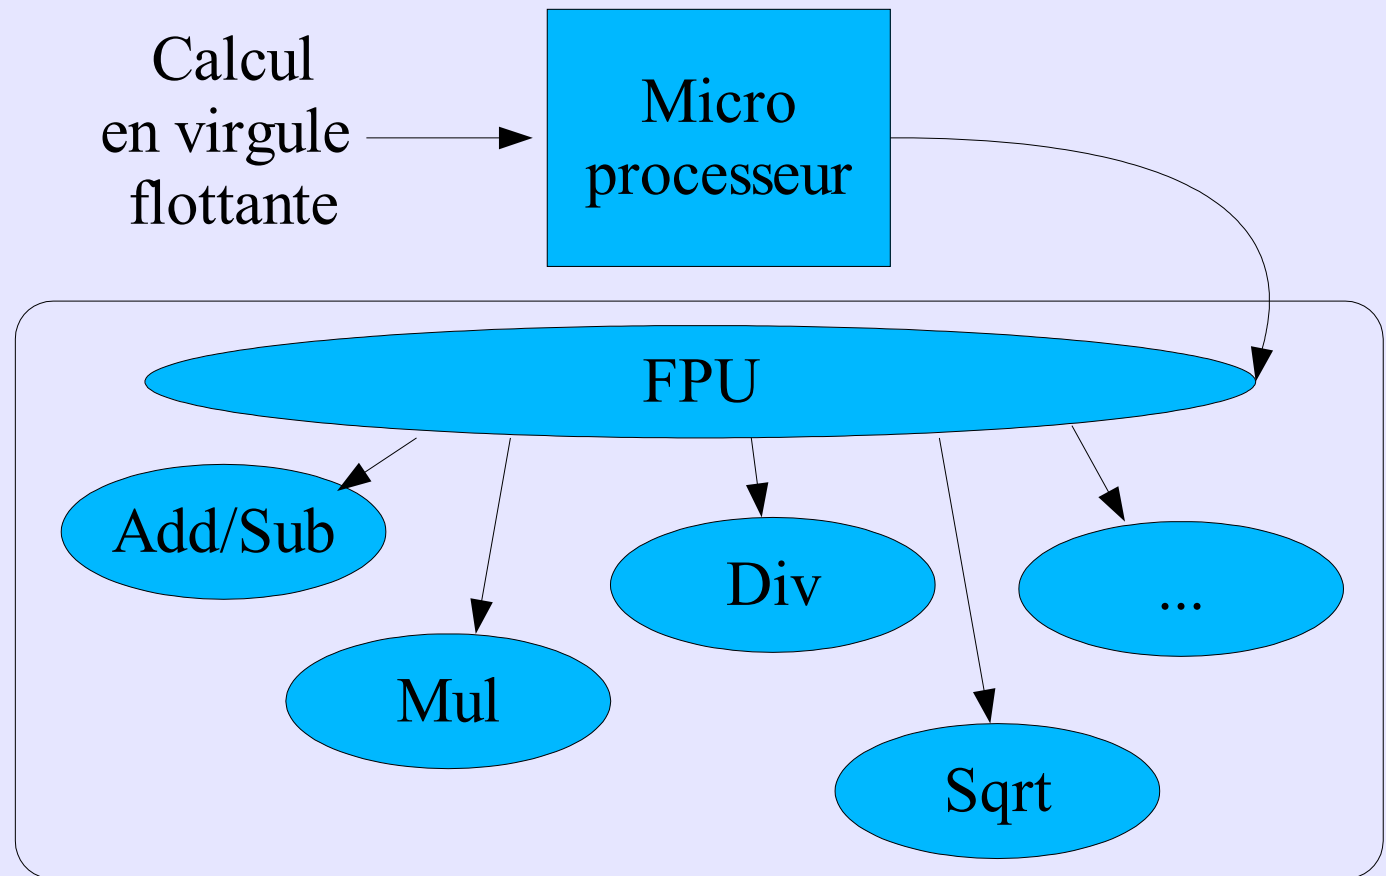 Calcul
en virgule
flottante
Micro
processeur
FPU
Add/Sub
Div
...
Mul
Sqrt